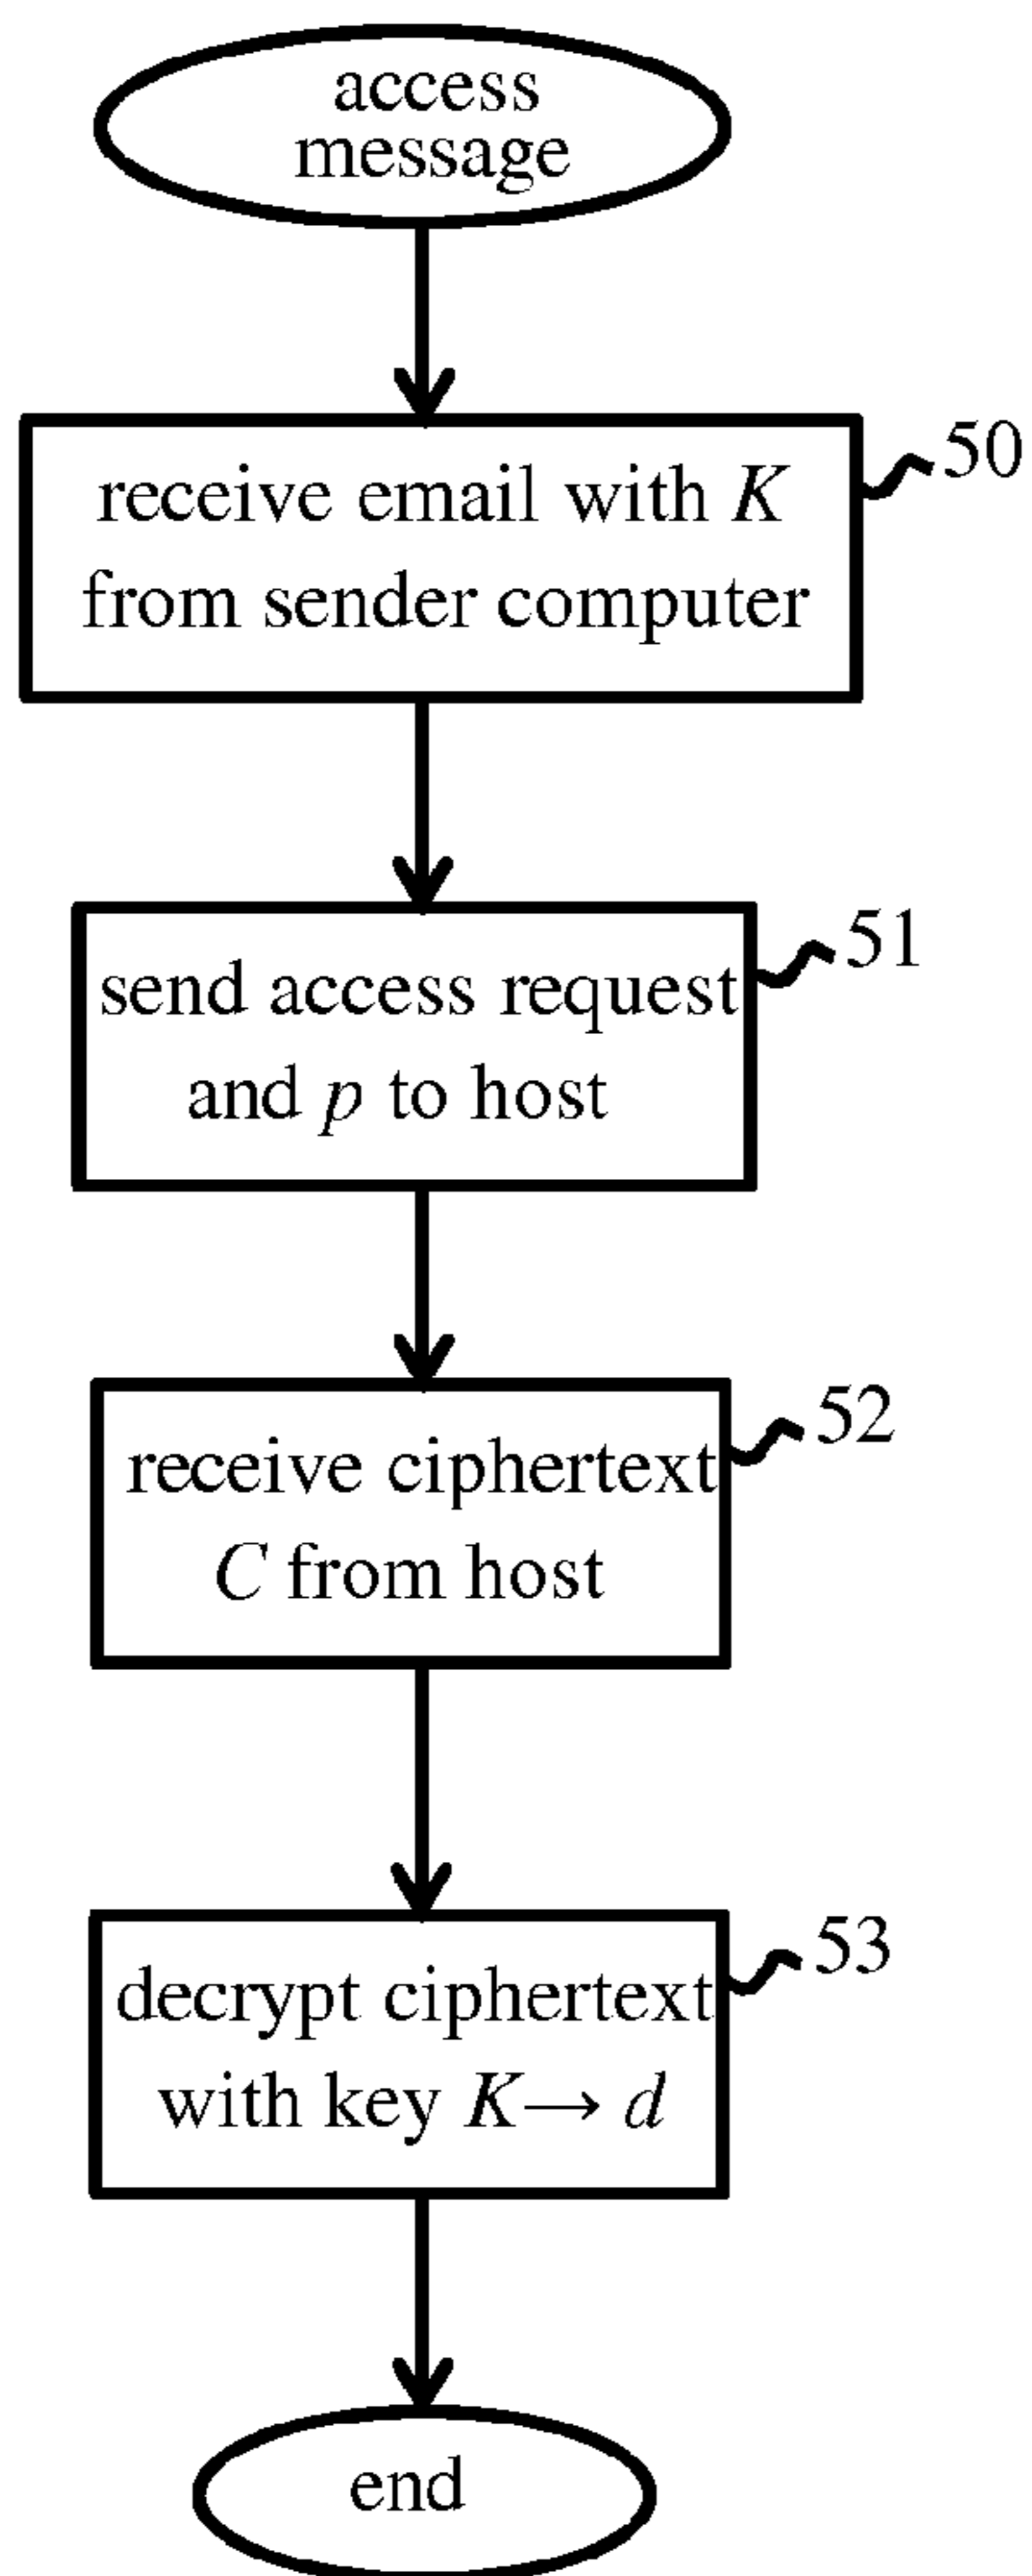 access
message
receive email with K
from sender computer
50
send access request
and p to host
51
receive ciphertext
C from host
52
decrypt ciphertext
with key K→ d
53
end